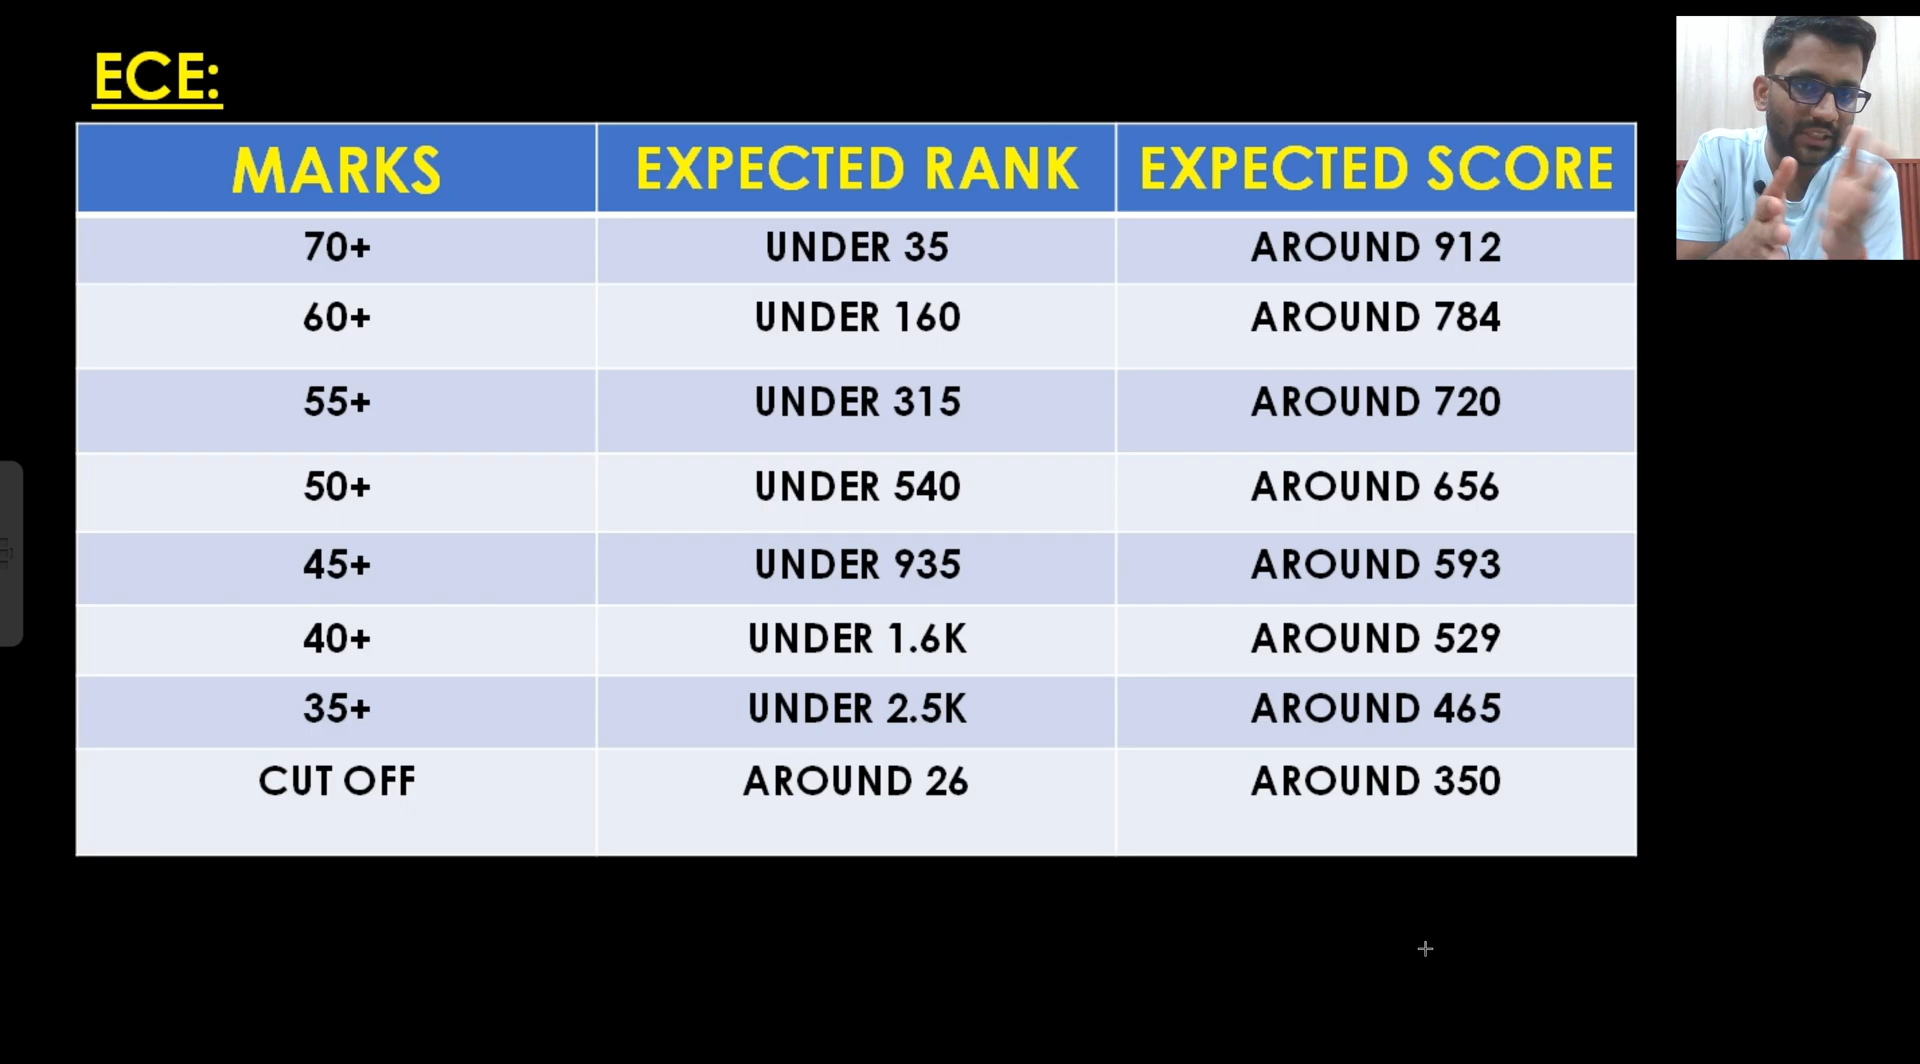 ECE:
MARKS EXPECTED RANK EXPECTED SCORE
70+ UNDER 35 AROUND 912
60+ UNDER 160 AROUND 784
55+ UNDER 315 AROUND 720
50+ UNDER 540 AROUND 656
45+ UNDER 935 AROUND 593
40+ UNDER 1.6K AROUND 529
35+ UNDER 2.5K AROUND 465
CUT OFF AROUND 26 AROUND 350